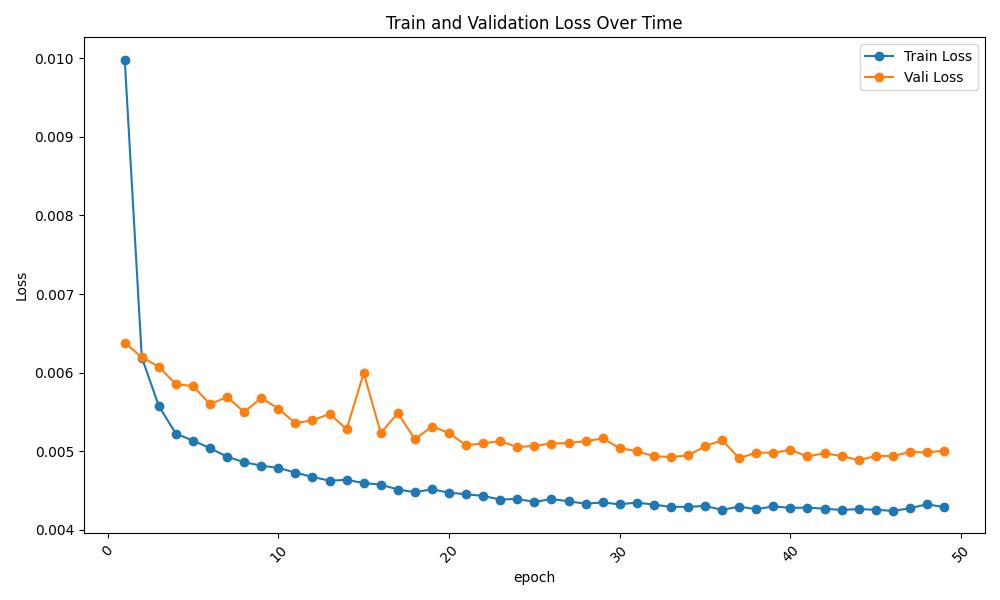 Train and Validation Loss Over Time
Train Loss
Vali Loss
0.010
0.009
0.008
0.007
0.006
0.005
0.004
Loss
0
10
20
30
40
50
epoch